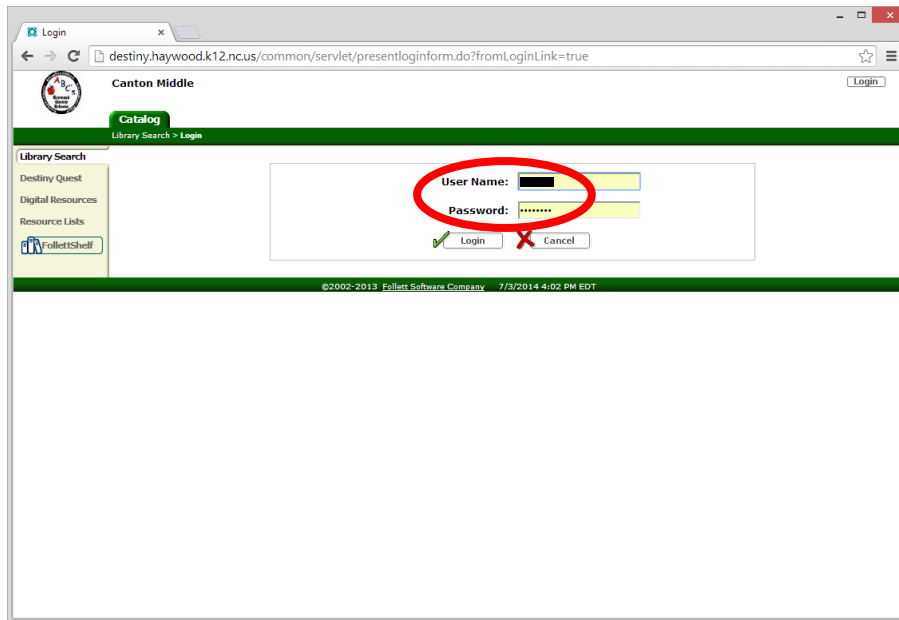 Login
destiny.haywood.k12.nc.us/common/servlet/presentloginform.do?fromLoginLink=true
ABC's
Canton Middle
Login
Catalog
Library Search > Login
Library Search
Destiny Quest
Digital Resources
Resource Lists
FollettShelf
User Name:
Password: ••••••••
Login
Cancel
©2002-2013 Follett Software Company 7/3/2014 4:02 PM EDT